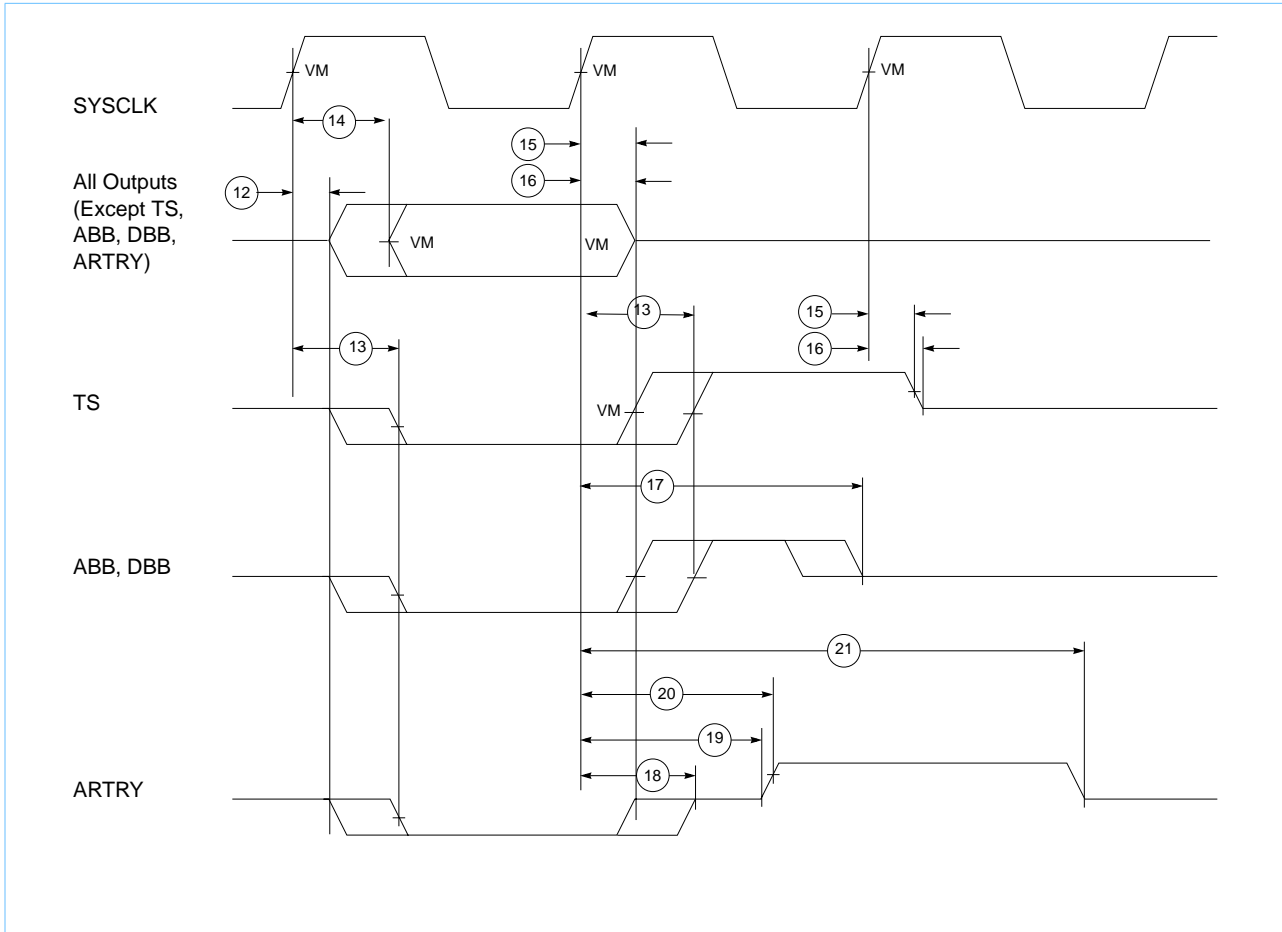 VM
VM
VM
SYSCLK
14
15
16
12
All Outputs
(Except TS,
ABB, DBB,
ARTRY)
VM
VM
13
15
13
16
TS
VM
17
ABB, DBB
21
20
19
18
ARTRY